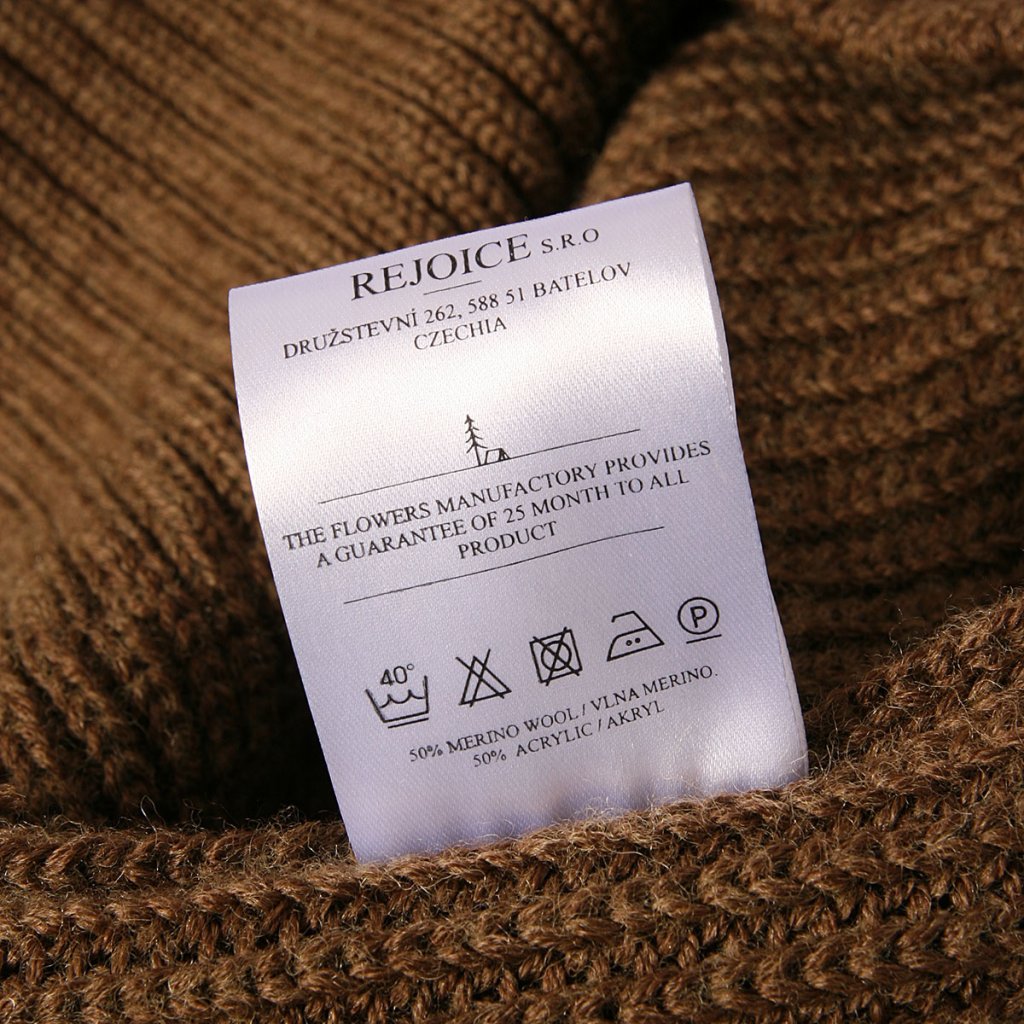 REJOICE S.R.O
DRUŽSTEVNÍ 262, 588 51 BATELOV
CZECHIA
THE FLOWERS MANUFACTORY PROVIDES
A GUARANTEE OF 25 MONTH TO ALL
PRODUCT
40°
P
50% MERINO WOOL / VLNA MERINO.
50% ACRYLIC / AKRYL